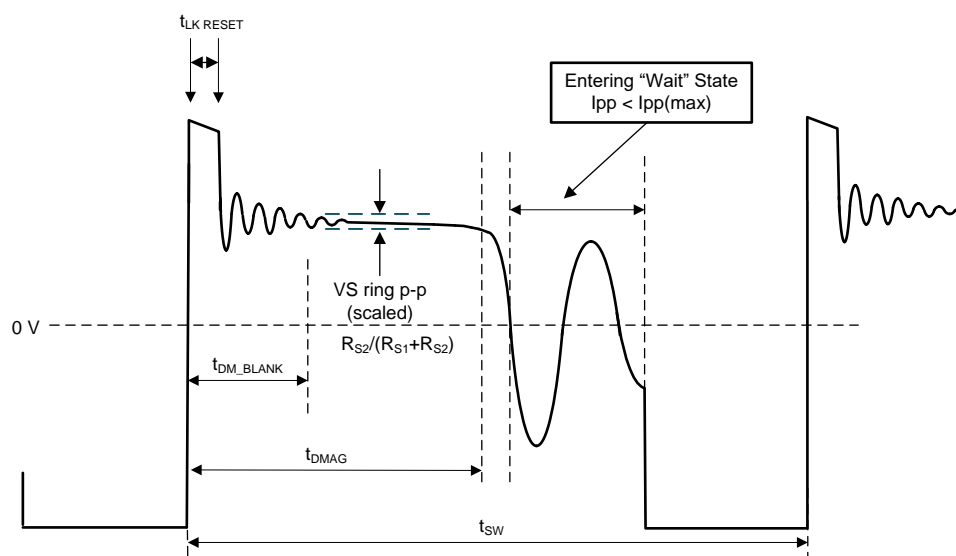 tLK RESET
Entering “Wait” State
Ipp < Ipp(max)
VS ring p-p
(scaled)
0 V
RS2/(RS1+RS2)
tDM_BLANK
tDMAG
tSW